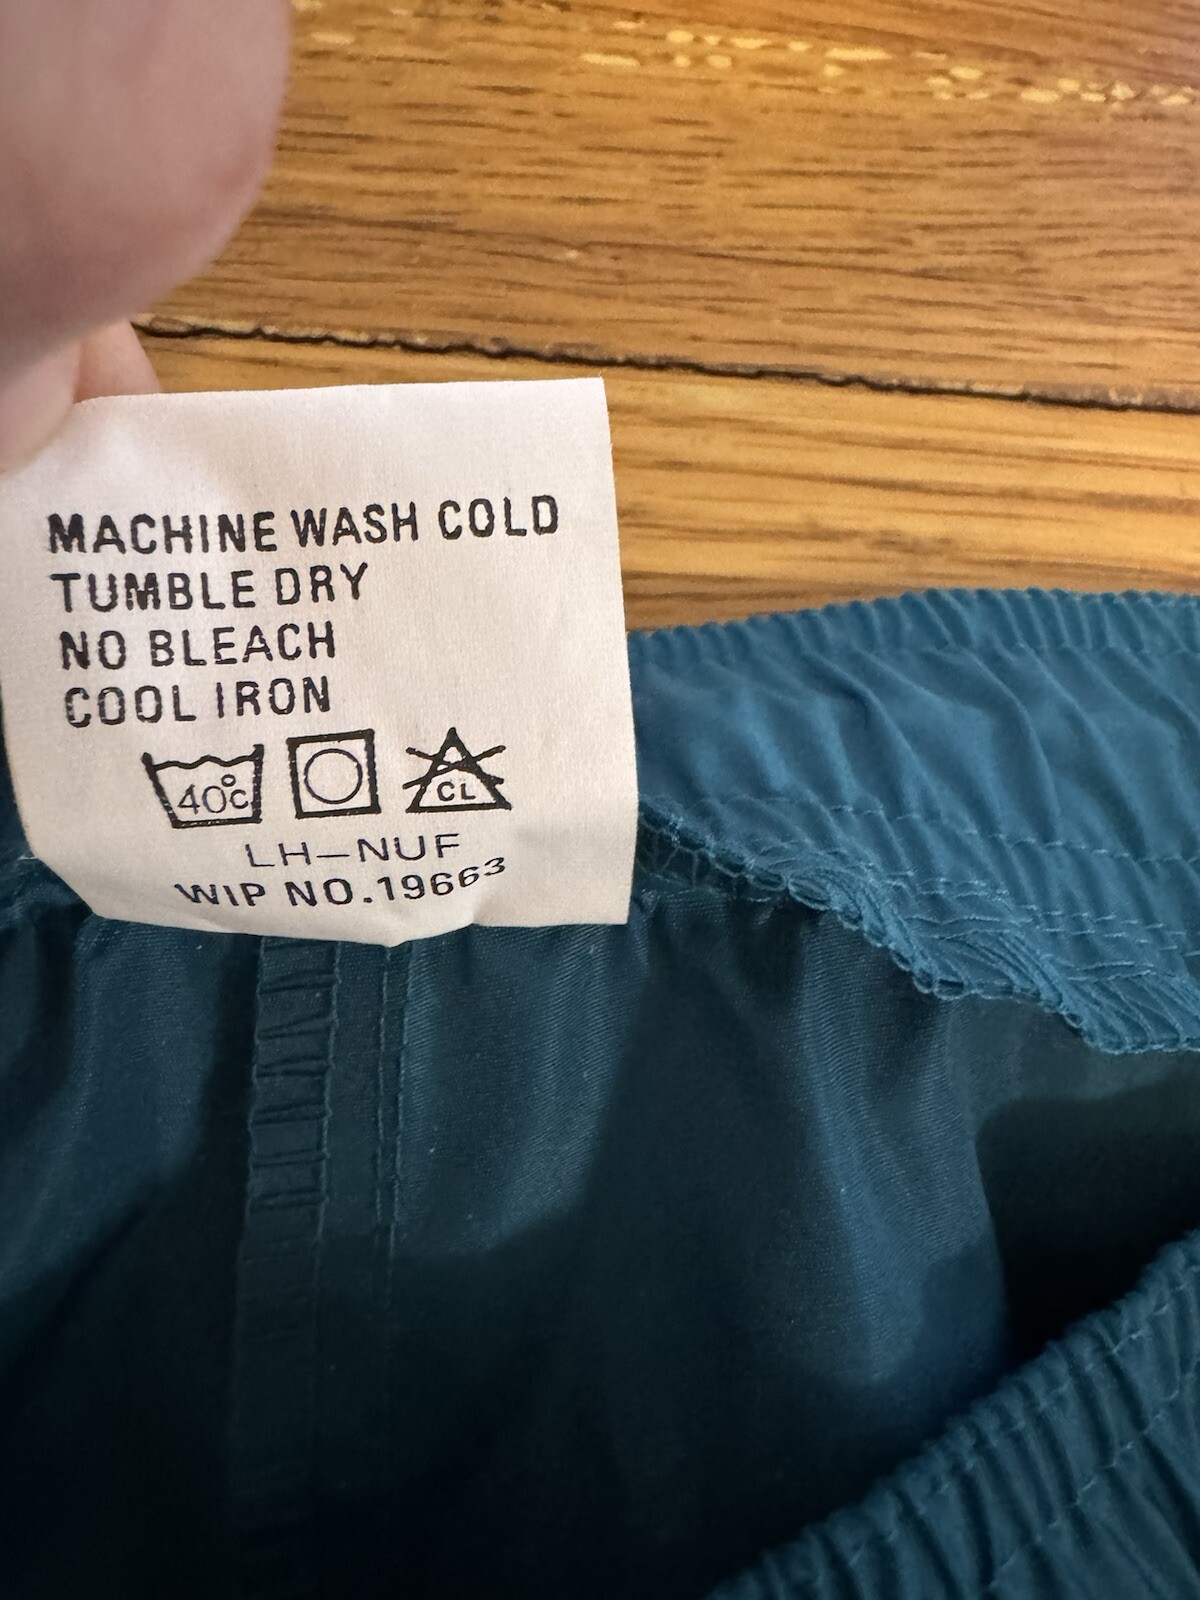 MACHINE WASH COLD
TUMBLE DRY
NO BLEACH
COOL IRON
40°C CL
LH-NUF
WIP NO.19663